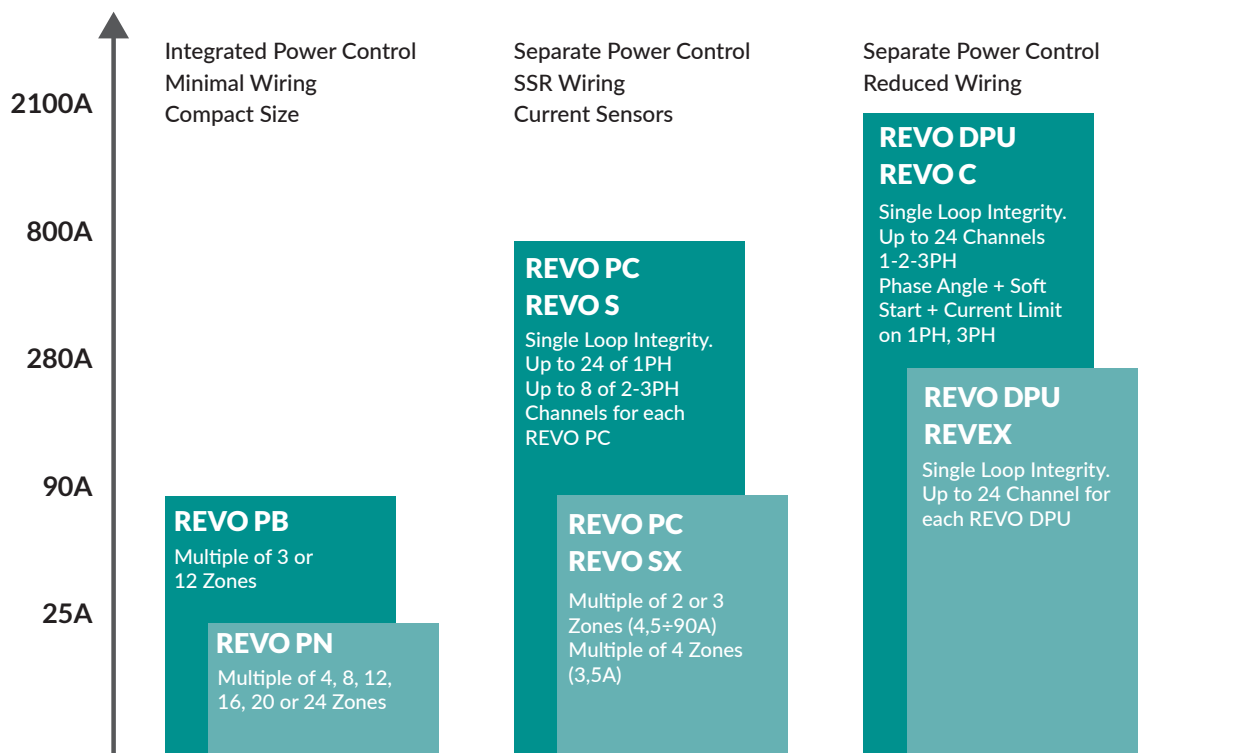 2100A
800A
280A
90A
25A
Integrated Power Control
Minimal Wiring
Compact Size
REVO PB
Multiple of 3 or
12 Zones
REVO PN
Multiple of 4, 8, 12,
16, 20 or 24 Zones
Separate Power Control
SSR Wiring
Current Sensors
REVO PC
REVO S
Single Loop Integrity.
Up to 24 of 1PH
Up to 8 of 2-3PH
Channels for each
REVO PC
REVO PC
REVO SX
Multiple of 2 or 3
Zones (4,5÷90A)
Multiple of 4 Zones
(3,5A)
Separate Power Control
Reduced Wiring
REVO DPU
REVO C
Single Loop Integrity.
Up to 24 Channels
1-2-3PH
Phase Angle + Soft
Start + Current Limit
on 1PH, 3PH
REVO DPU
REVEX
Single Loop Integrity.
Up to 24 Channel for
each REVO DPU